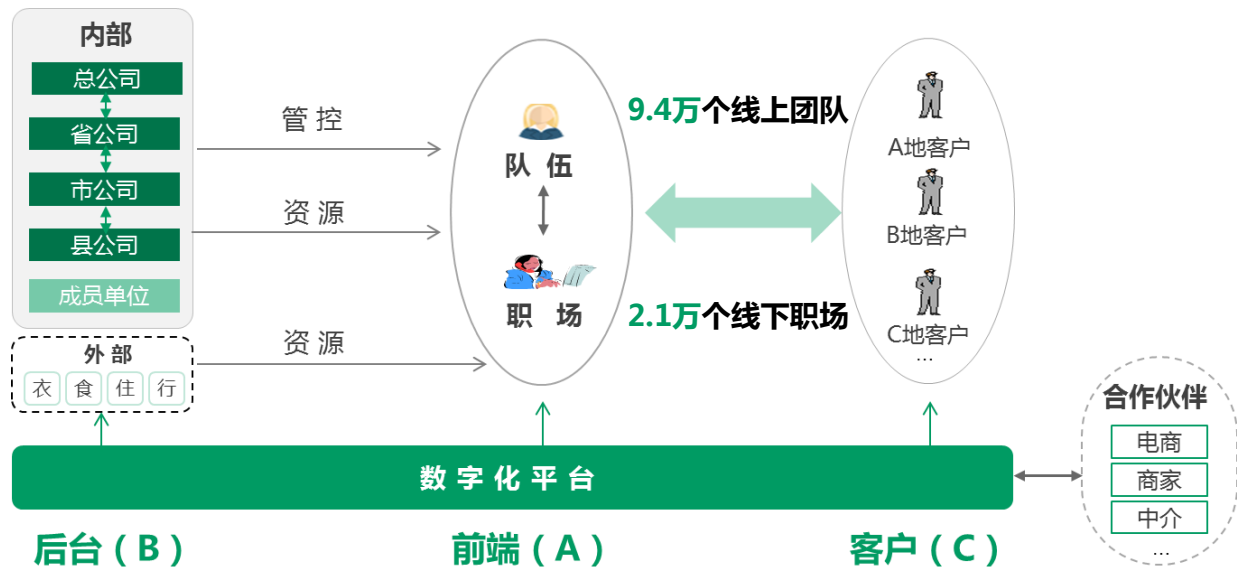 内部
总公司
省公司
市公司
县公司
成员单位
外部
衣 食 住 行
管控
资源
资源
队伍
职场
9.4万个线上团队
2.1万个线下职场
A地客户
B地客户
C地客户
...
合作伙伴
电商
商家
中介
...
数字化平台
后台（B）
前端（A）
客户（C）